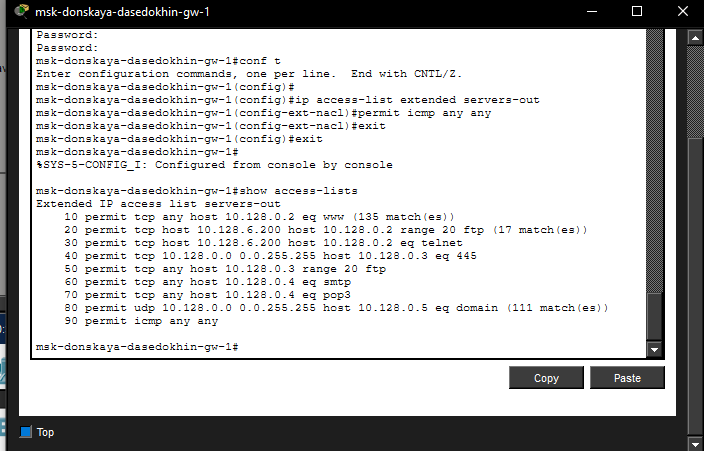 msk-donskaya-dasedokhin-gw-1
Password:
Password:
msk-donskaya-dasedokhin-gw-1#conf t
Enter configuration commands, one per line.  End with CNTL/Z.
msk-donskaya-dasedokhin-gw-1(config)#
msk-donskaya-dasedokhin-gw-1(config)#ip access-list extended servers-out
msk-donskaya-dasedokhin-gw-1(config-ext-nacl)#permit icmp any any
msk-donskaya-dasedokhin-gw-1(config-ext-nacl)#exit
msk-donskaya-dasedokhin-gw-1(config)#exit
msk-donskaya-dasedokhin-gw-1#
%SYS-5-CONFIG_I: Configured from console by console
msk-donskaya-dasedokhin-gw-1#show access-lists
Extended IP access list servers-out
    10 permit tcp any host 10.128.0.2 eq www (135 match(es))
    20 permit tcp host 10.128.6.200 host 10.128.0.2 range 20 ftp (17 match(es))
    30 permit tcp host 10.128.6.200 host 10.128.0.2 eq telnet
    40 permit tcp 10.128.0.0 0.0.255.255 host 10.128.0.3 eq 445
    50 permit tcp any host 10.128.0.3 range 20 ftp
    60 permit tcp any host 10.128.0.4 eq smtp
    70 permit tcp any host 10.128.0.4 eq pop3
    80 permit udp 10.128.0.0 0.0.255.255 host 10.128.0.5 eq domain (111 match(es))
    90 permit icmp any any
msk-donskaya-dasedokhin-gw-1#
Copy Paste
Top